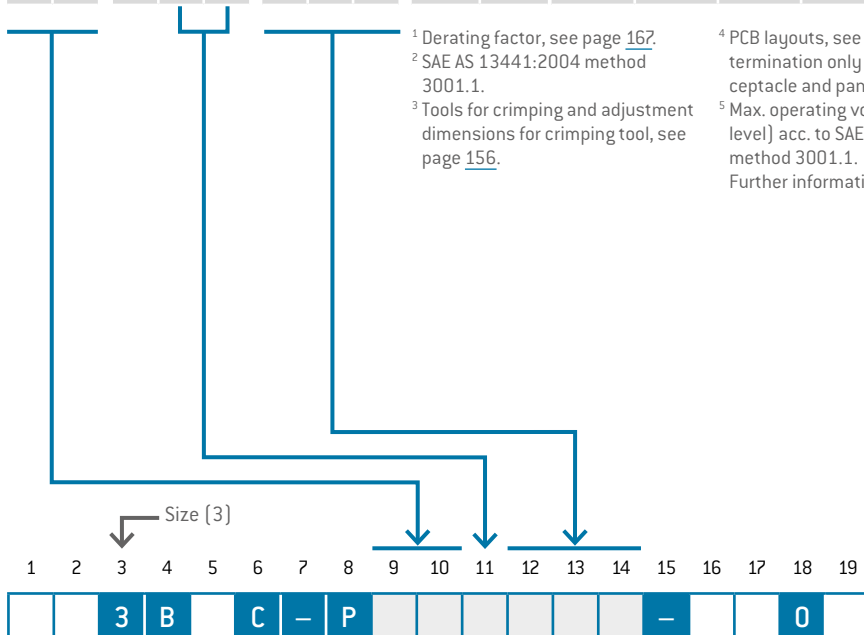 ¹ Derating factor, see page 167.
² SAE AS 13441:2004 method
3001.1.
³ Tools for crimping and adjustment
dimensions for crimping tool, see
page 156.
⁴ PCB layouts, see
termination only
ceptacle and pan
⁵ Max. operating vo
level) acc. to SAE
method 3001.1.
Further informati
Size (3)
1 2 3 4 5 6 7 8 9 10 11 12 13 14 15 16 17 18 19
3 B C – P – 0